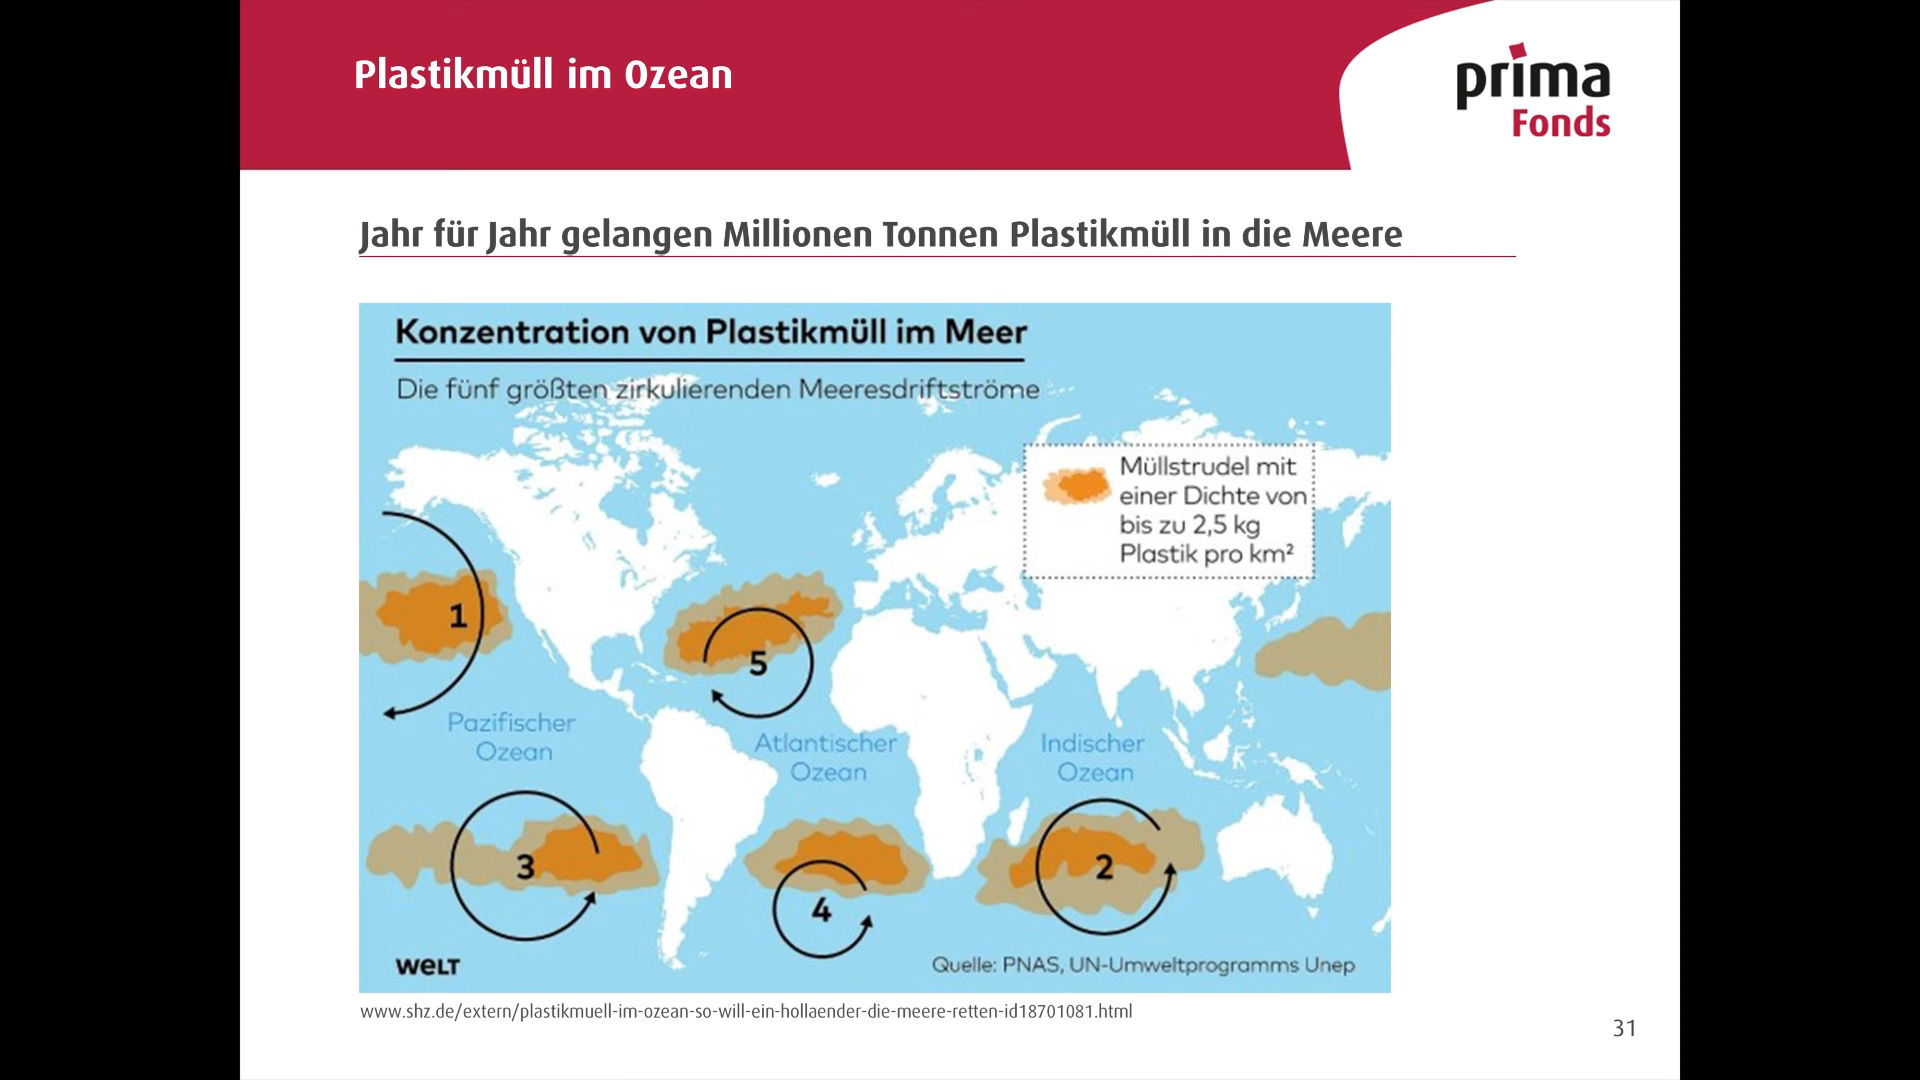 Plastikmüll im Ozean
prima
Fonds
Jahr für Jahr gelangen Millionen Tonnen Plastikmüll in die Meere
Konzentration von Plastikmüll im Meer
Die fünf größten zirkulierenden Meeresdriftströme
Müllstrudel mit
einer Dichte von
bis zu 2,5 kg
Plastik pro km²
1
5
Pazifischer
Ozean
Atlantischer
Ozean
Indischer
Ozean
3
4
2
WELT
Quelle: PNAS, UN-Umweltprogramms Unep
www.shz.de/extern/plastikmuell-im-ozean-so-will-ein-hollaender-die-meere-retten-id18701081.html
31